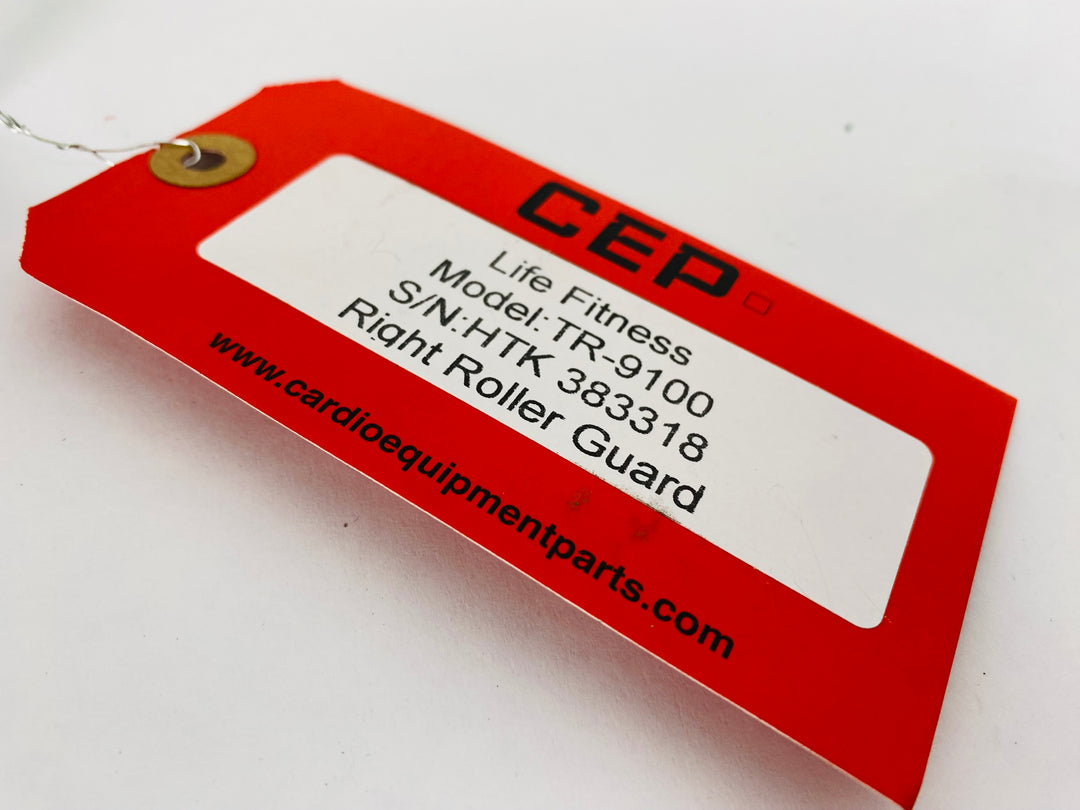 CEP
Life Fitness
Model:TR-9100
S/N:HTK 383318
Right Roller Guard
www.cardioequipmentparts.com